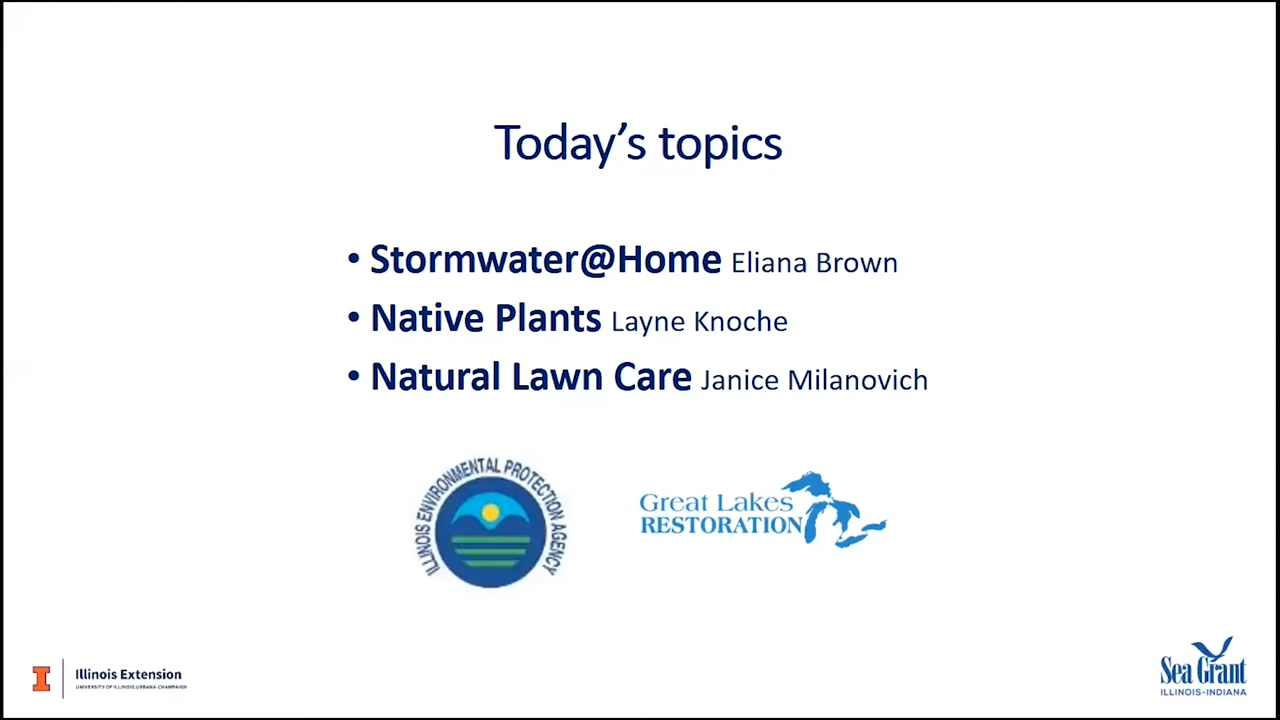 Today's topics
• Stormwater@Home Eliana Brown
• Native Plants Layne Knoche
• Natural Lawn Care Janice Milanovich
ILLINOIS ENVIRONMENTAL PROTECTION AGENCY
Great Lakes
RESTORATION
I
Illinois Extension
UNIVERSITY OF ILLINOIS URBANA-CHAMPAIGN
Sea Grant
ILLINOIS-INDIANA